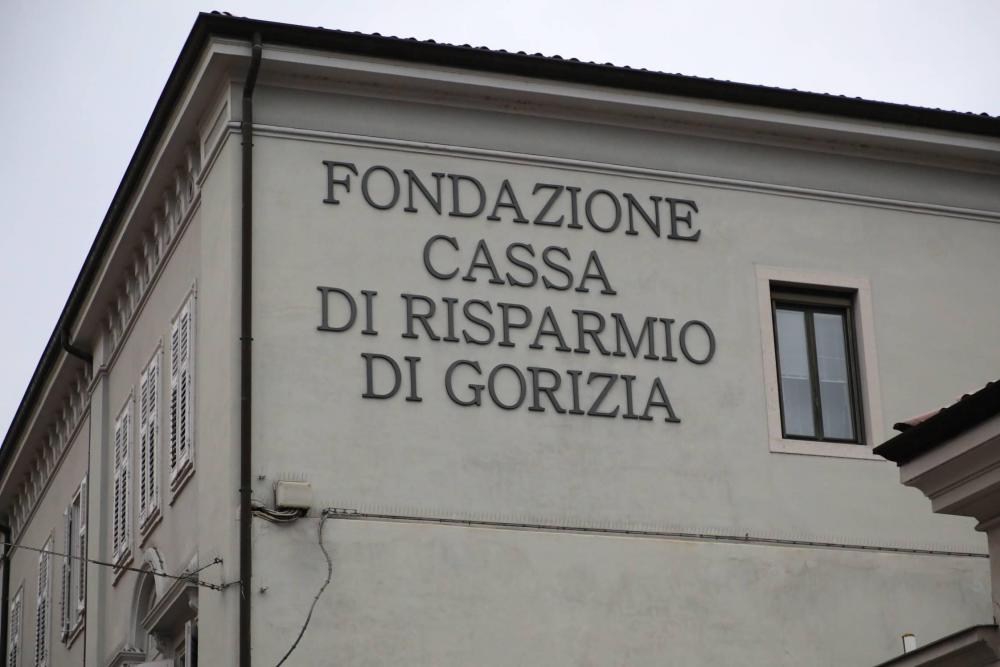 FONDAZIONE
CASSA
DI RISPARMIO
DI GORIZIA